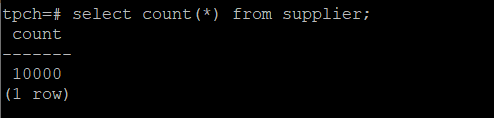 tpch=# select count(*) from supplier;
count
-------
10000
(1 row)